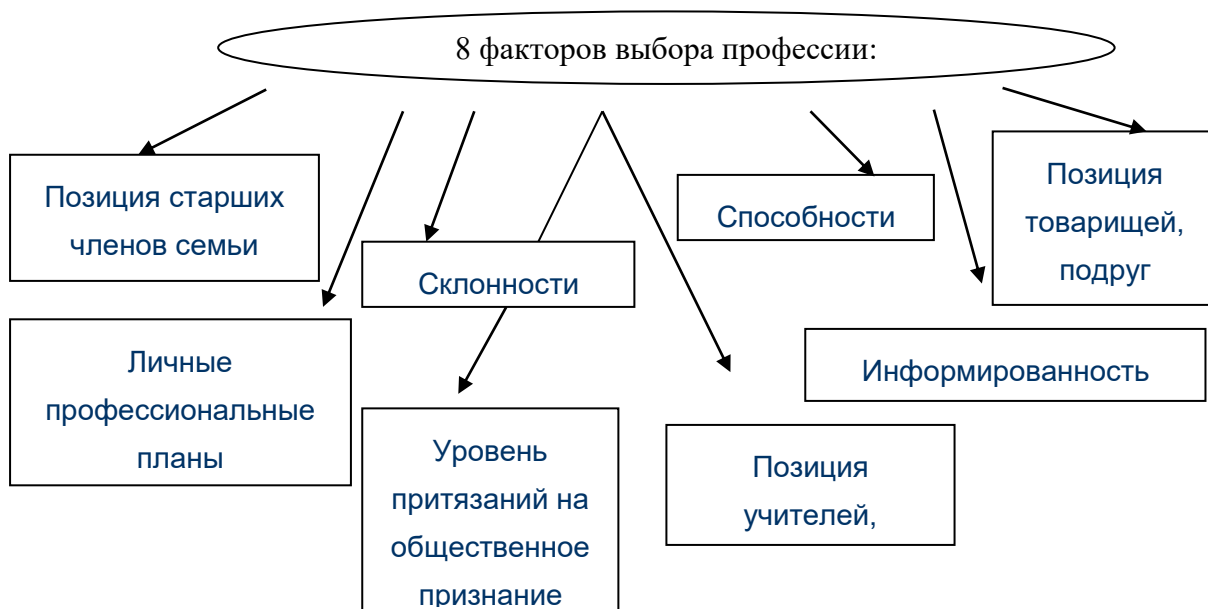 8 факторов выбора профессии:
Позиция старших
членов семьи
Личные
профессиональные
планы
Склонности
Уровень
притязаний на
общественное
признание
Позиция
учителей,
Способности
Информированность
Позиция
товарищей,
подруг